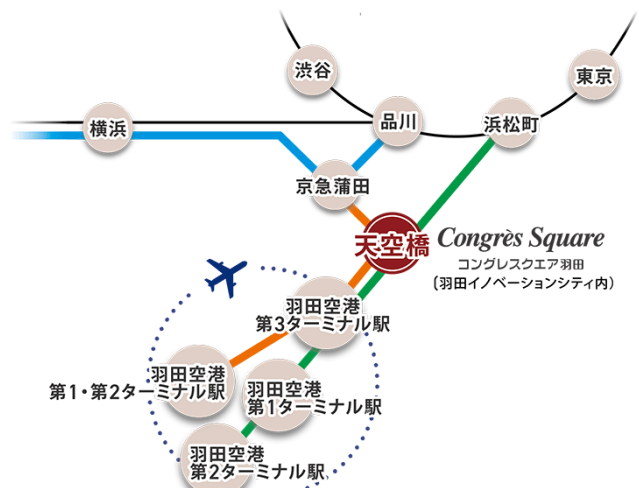 渋谷
東京
横浜
品川
浜松町
京急蒲田
天空橋
Congrès Square
コングレスクエア羽田
(羽田イノベーションシティ内)
羽田空港
第3ターミナル駅
羽田空港
第1・第2ターミナル駅
羽田空港
第1ターミナル駅
羽田空港
第2ターミナル駅